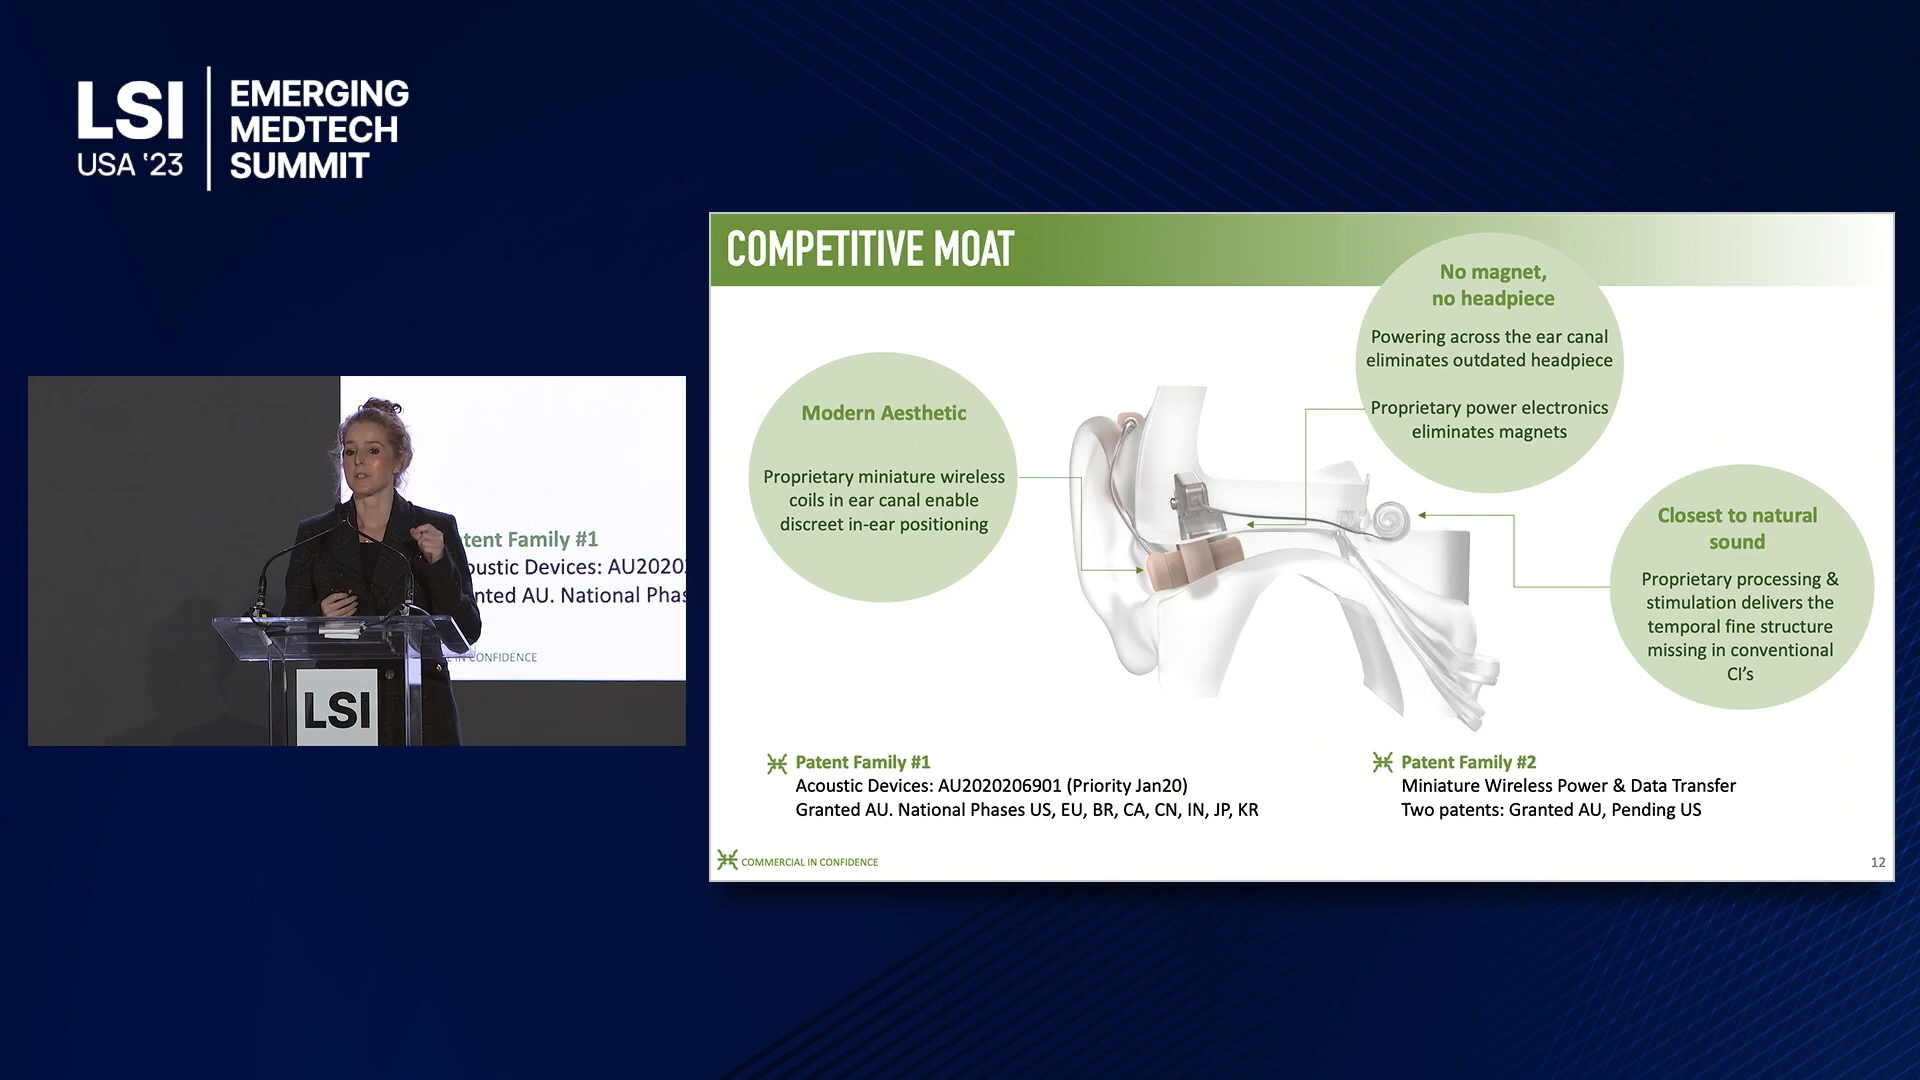 LSI
USA '23
EMERGING
MEDTECH
SUMMIT
COMPETITIVE MOAT
No magnet,
no headpiece
Powering across the ear canal
eliminates outdated headpiece
Proprietary power electronics
eliminates magnets
Modern Aesthetic
Proprietary miniature wireless
coils in ear canal enable
discreet in-ear positioning
Closest to natural
sound
Proprietary processing &
stimulation delivers the
temporal fine structure
missing in conventional
CI's
Patent Family #1
Acoustic Devices: AU2020206901 (Priority Jan20)
Granted AU. National Phases US, EU, BR, CA, CN, IN, JP, KR
Patent Family #2
Miniature Wireless Power & Data Transfer
Two patents: Granted AU, Pending US
COMMERCIAL IN CONFIDENCE
12
tent Family #1
oustic Devices: AU2020
nted AU. National Phas
IN CONFIDENCE
LSI